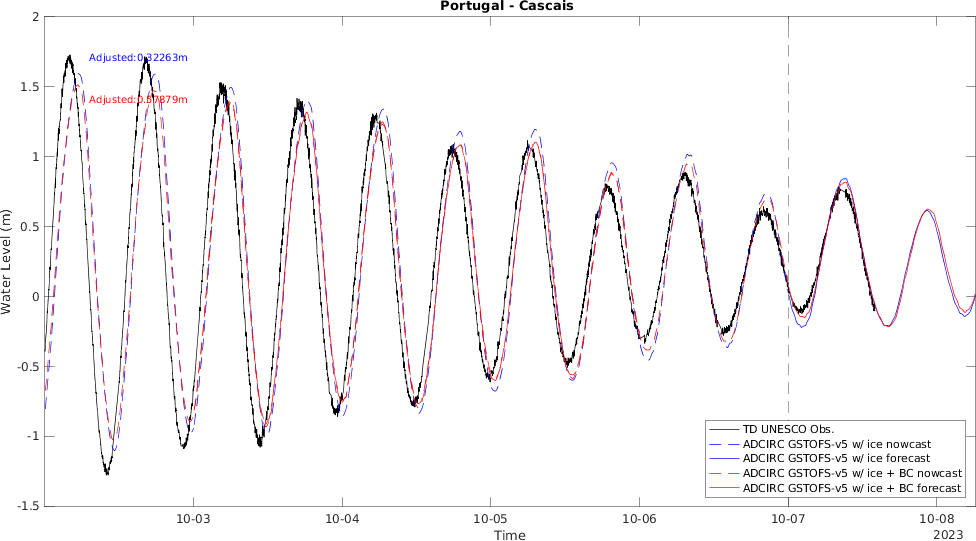 Portugal - Cascais
2
1.5
1
0.5
0
-0.5
-1
-1.5
Water Level (m)
Adjusted:0.32263m
Adjusted:0.57879m
TD UNESCO Obs.
ADCIRC GSTOFS-v5 w/ ice nowcast
ADCIRC GSTOFS-v5 w/ ice forecast
ADCIRC GSTOFS-v5 w/ ice + BC nowcast
ADCIRC GSTOFS-v5 w/ ice + BC forecast
10-03 10-04 10-05 10-06 10-07 10-08
Time
2023